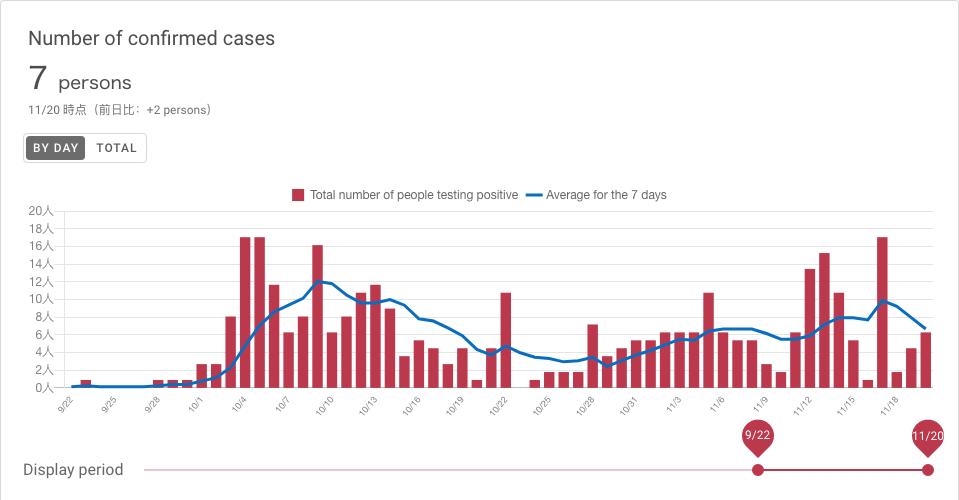 Number of confirmed cases
7 persons
11/20 時点（前日比：+2 persons）
BY DAY TOTAL
Total number of people testing positive Average for the 7 days
20人
18人
16人
14人
12人
10人
8人
6人
4人
2人
0人
9/22 9/25 9/28 10/1 10/4 10/7 10/10 10/13 10/16 10/19 10/22 10/25 10/28 10/31 11/3 11/6 11/9 11/12 11/15 11/18
9/22 11/20
Display period